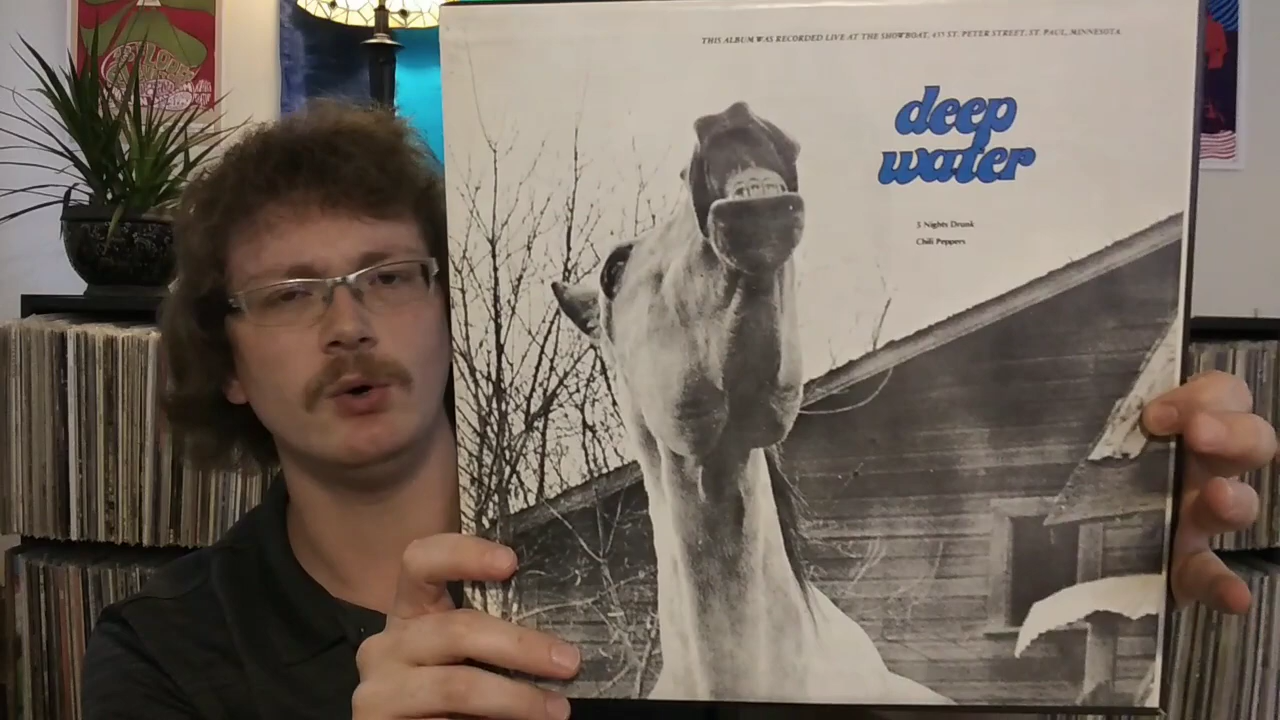 THIS ALBUM WAS RECORDED LIVE AT THE SHOWBOAT, 435 ST. PETER STREET, ST. PAUL, MINNESOTA
deep
water
5 Nights Drunk
Chili Peppers